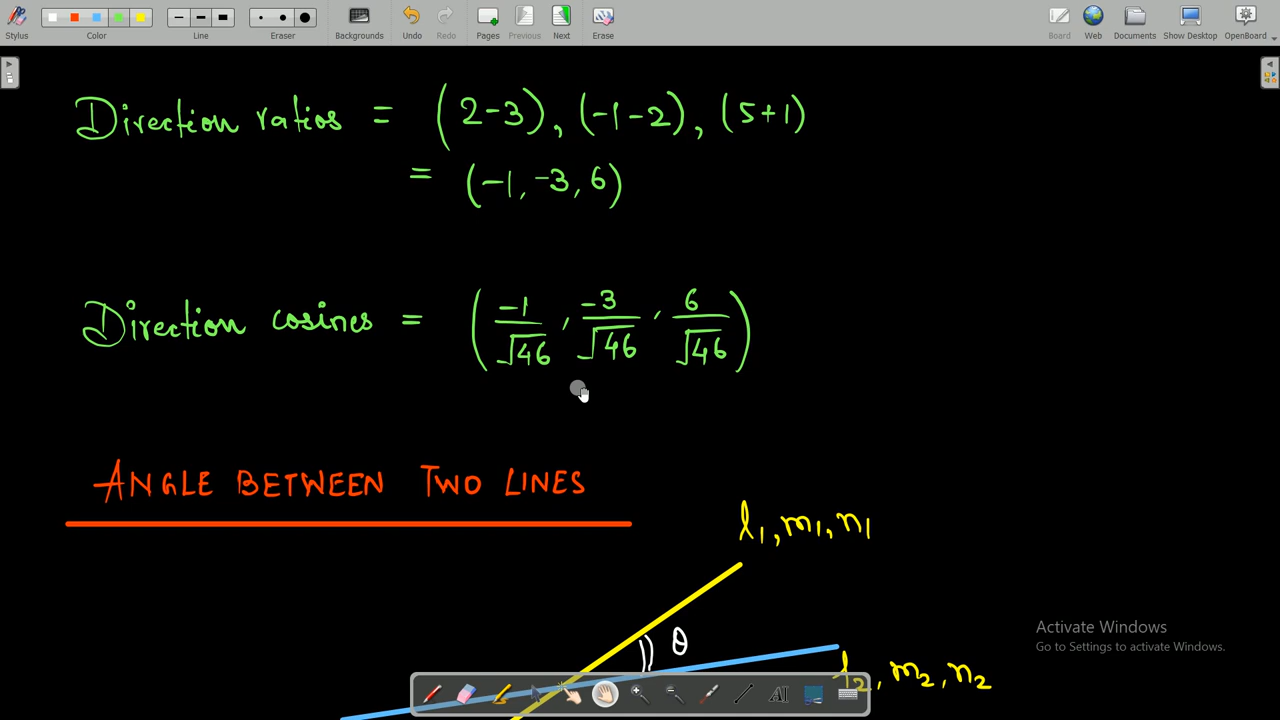 Stylus Color Line Eraser Backgrounds Undo Redo Pages Previous Next Erase Board Web Documents Show Desktop OpenBoard
Direction ratios = (2-3), (-1-2), (5+1)
= (-1, -3, 6)
Direction cosines = (-1/√46, -3/√46, 6/√46)
ANGLE BETWEEN TWO LINES
l₁, m₁, n₁
θ
l₂, m₂, n₂
Activate Windows
Go to Settings to activate Windows.